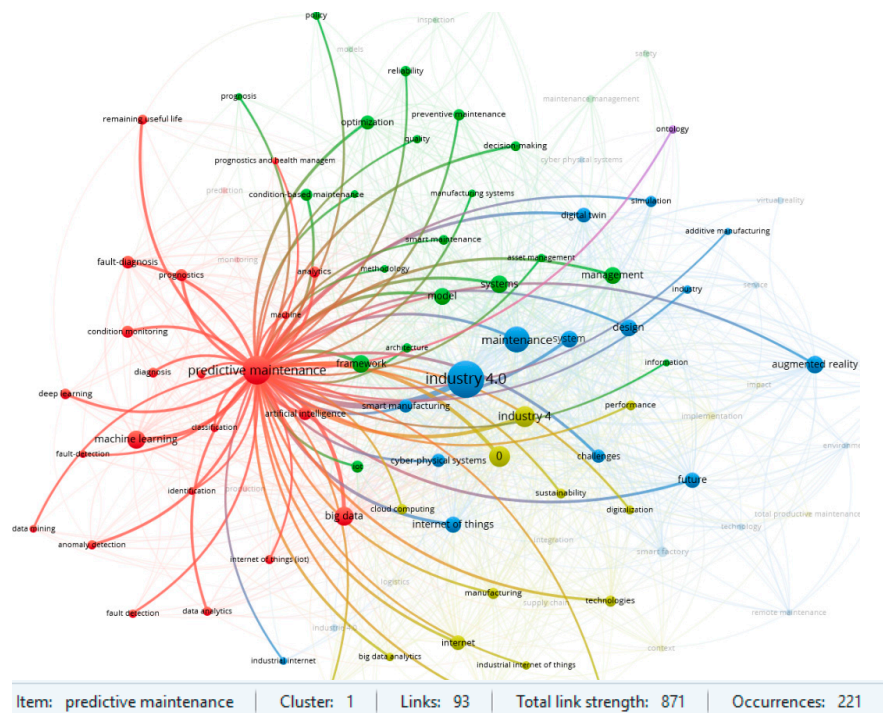 policy
inspection
models
safety
reliability
prognosis
maintenance management
remaining useful life
optimization
preventive maintenance
ontology
quality
decision-making
prognostics and health managem
cyber physical systems
prediction
condition-based maintenance
manufacturing systems
simulation
virtual reality
digital twin
additive manufacturing
smart maintenance
fault-diagnosis
monitoring
asset management
prognostics
analytics
methodology
management
systems
service
industry
model
machine
design
condition monitoring
maintenance
system
architecture
predictive maintenance
framework
information
augmented reality
diagnosis
industry 4.0
impact
deep learning
smart manufacturing
performance
artificial intelligence
industry 4
implementation
classification
machine learning
environme
fault-detection
cyber-physical systems
0
challenges
iot
future
identification
production
sustainability
cloud computing
digitalization
total productive maintenance
big data
data mining
internet of things
technology
integration
anomaly detection
smart factory
internet of things (iot)
logistics
manufacturing
technologies
supply chain
fault detection
data analytics
remote maintenance
industrie 4.0
internet
context
industrial internet
big data analytics
industrial internet of things
Item: predictive maintenance Cluster: 1 Links: 93 Total link strength: 871 Occurrences: 221